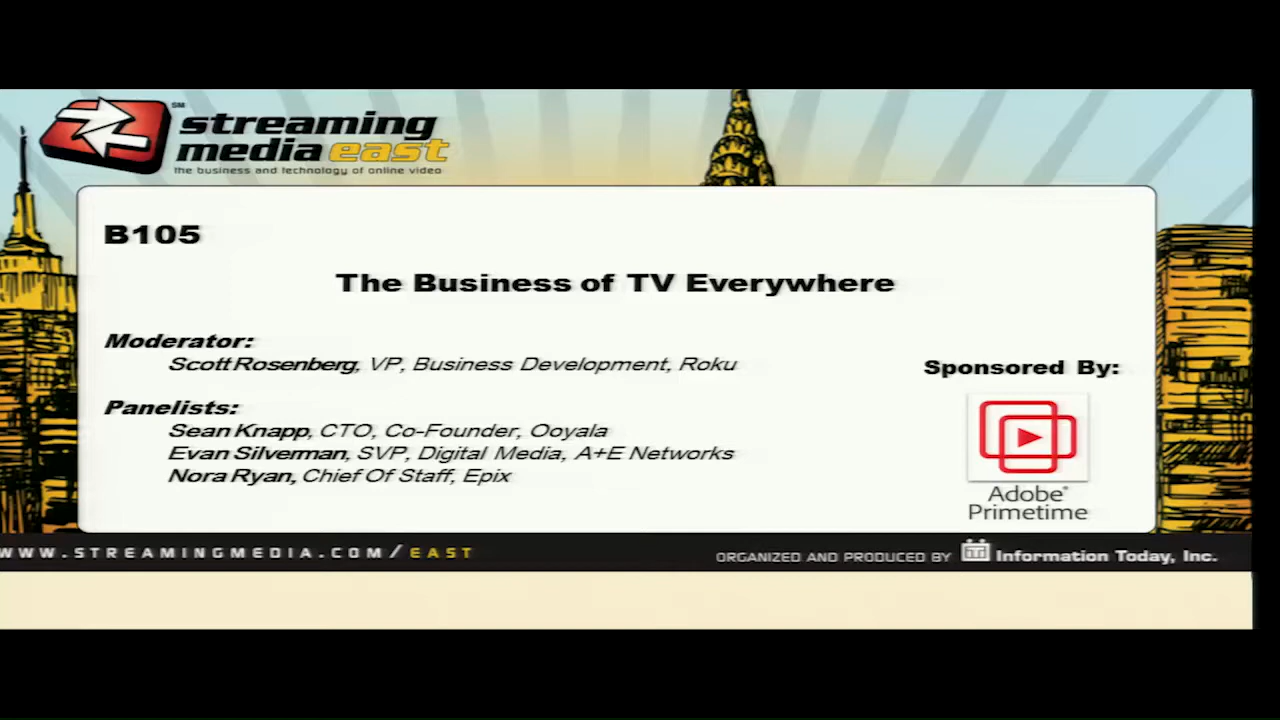 SM
streaming
media east
the business and technology of online video
B105
The Business of TV Everywhere
Moderator:
Scott Rosenberg, VP, Business Development, Roku
Panelists:
Sean Knapp, CTO, Co-Founder, Ooyala
Evan Silverman, SVP, Digital Media, A+E Networks
Nora Ryan, Chief Of Staff, Epix
Sponsored By:
Adobe®
Primetime
WWW.STREAMINGMEDIA.COM/EAST
ORGANIZED AND PRODUCED BY iti Information Today, Inc.